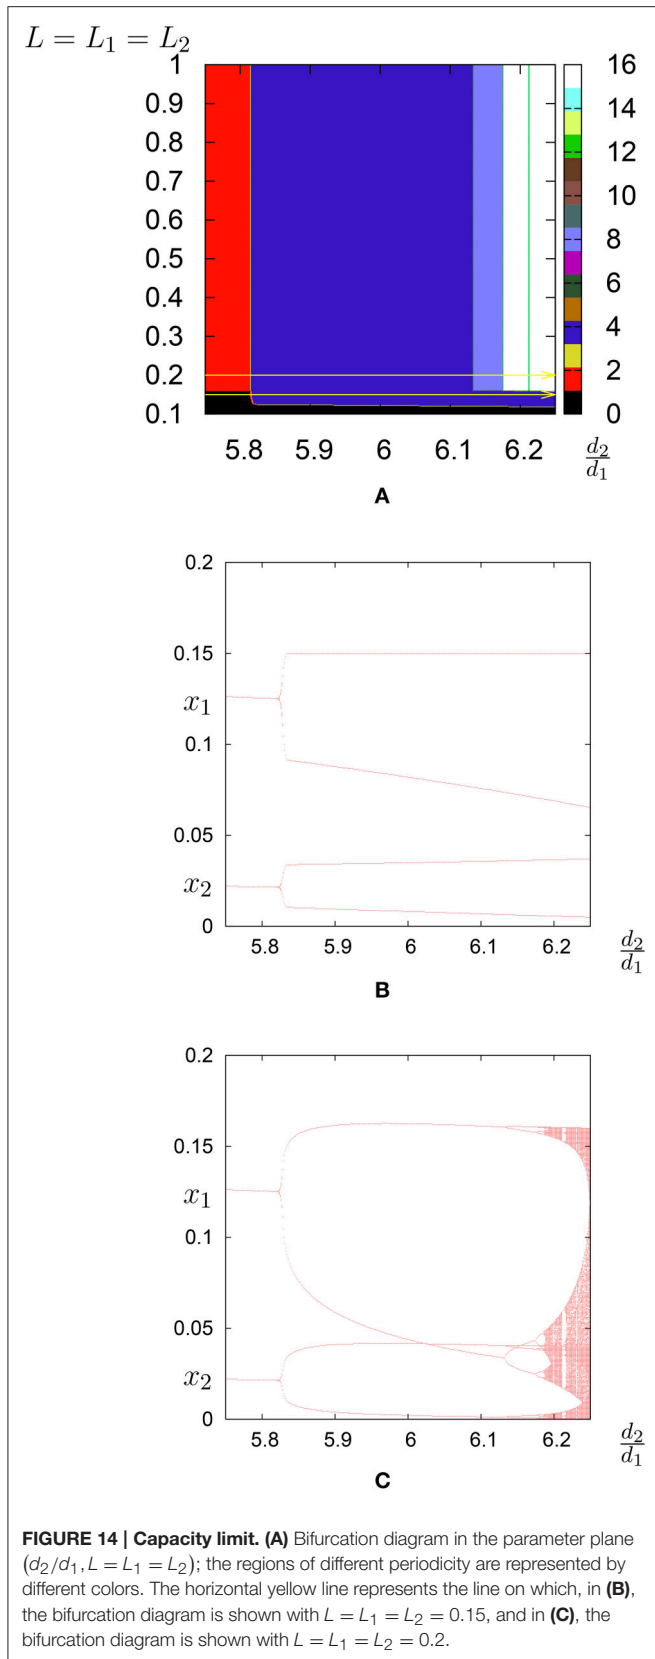 L = L₁ = L₂
1
0.9
0.8
0.7
0.6
0.5
0.4
0.3
0.2
0.1
16
14
12
10
8
6
4
2
0
5.8 5.9 6 6.1 6.2 d₂/d₁
A
0.2
0.15
x₁
0.1
0.05
x₂
0
5.8 5.9 6 6.1 6.2 d₂/d₁
B
0.2
0.15
x₁
0.1
0.05
x₂
0
5.8 5.9 6 6.1 6.2 d₂/d₁
C
FIGURE 14 | Capacity limit. (A) Bifurcation diagram in the parameter plane
(d₂/d₁, L = L₁ = L₂); the regions of different periodicity are represented by
different colors. The horizontal yellow line represents the line on which, in (B),
the bifurcation diagram is shown with L = L₁ = L₂ = 0.15, and in (C), the
bifurcation diagram is shown with L = L₁ = L₂ = 0.2.